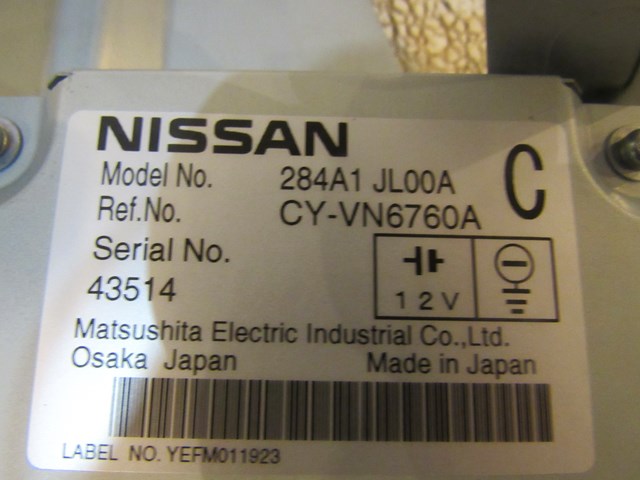 NISSAN
Model No. 284A1 JL00A
C
Ref.No. CY-VN6760A
Serial No.
43514
12V
Matsushita Electric Industrial Co.,Ltd.
Osaka Japan Made in Japan
LABEL NO. YEFM011923